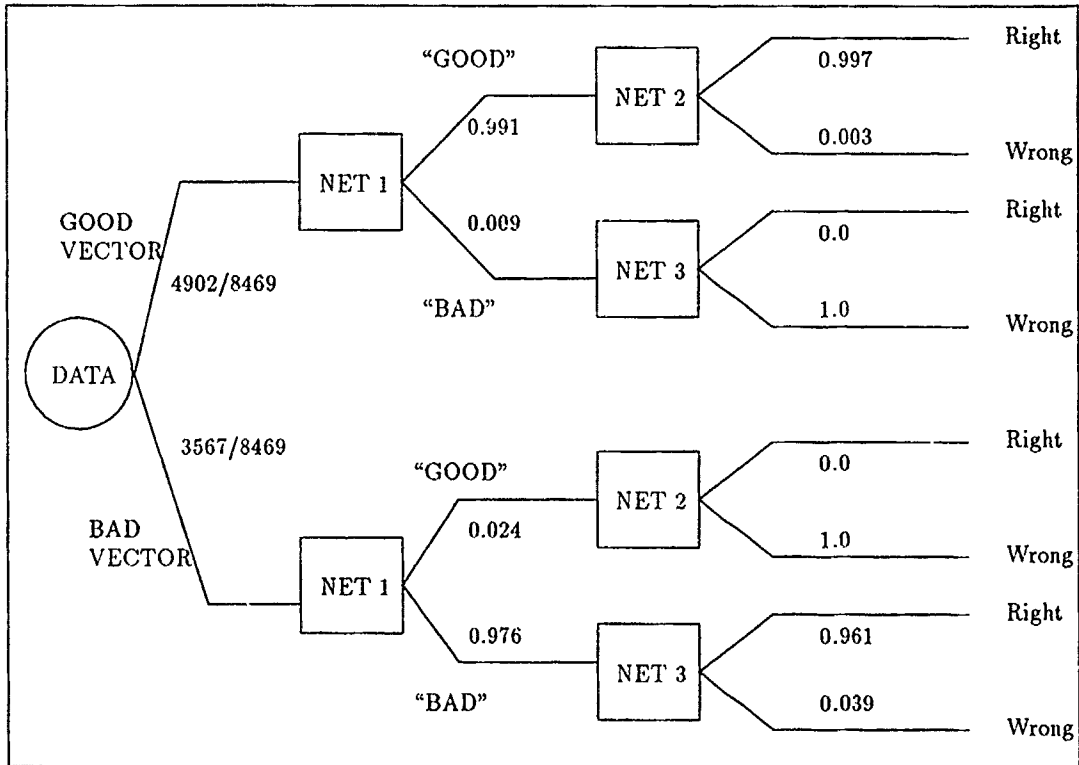 Right
"GOOD"
0.997
NET 2
0.991
0.003
Wrong
NET 1
Right
0.009
0.0
GOOD
VECTOR
NET 3
4902/8469
"BAD"
1.0
Wrong
DATA
3567/8469
Right
"GOOD"
0.0
NET 2
BAD
VECTOR
0.024
1.0
Wrong
NET 1
Right
0.976
0.961
NET 3
"BAD"
0.039
Wrong